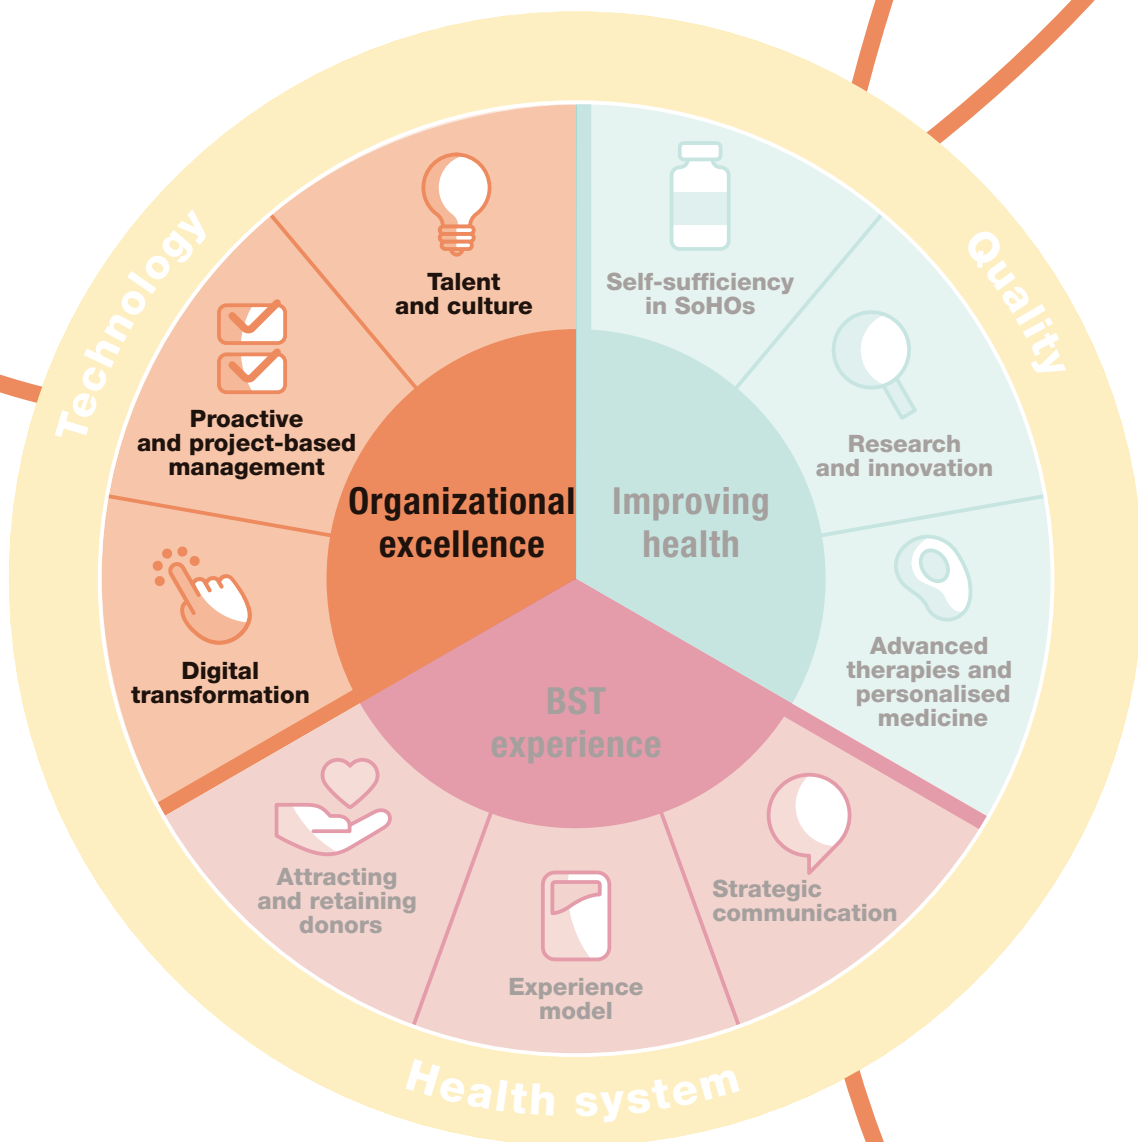 Technology
Quality
Health system
Organizational
excellence
Talent
and culture
Proactive
and project-based
management
Digital
transformation
Improving
health
Self-sufficiency
in SoHOs
Research
and innovation
Advanced
therapies and
personalised
medicine
BST
experience
Attracting
and retaining
donors
Experience
model
Strategic
communication